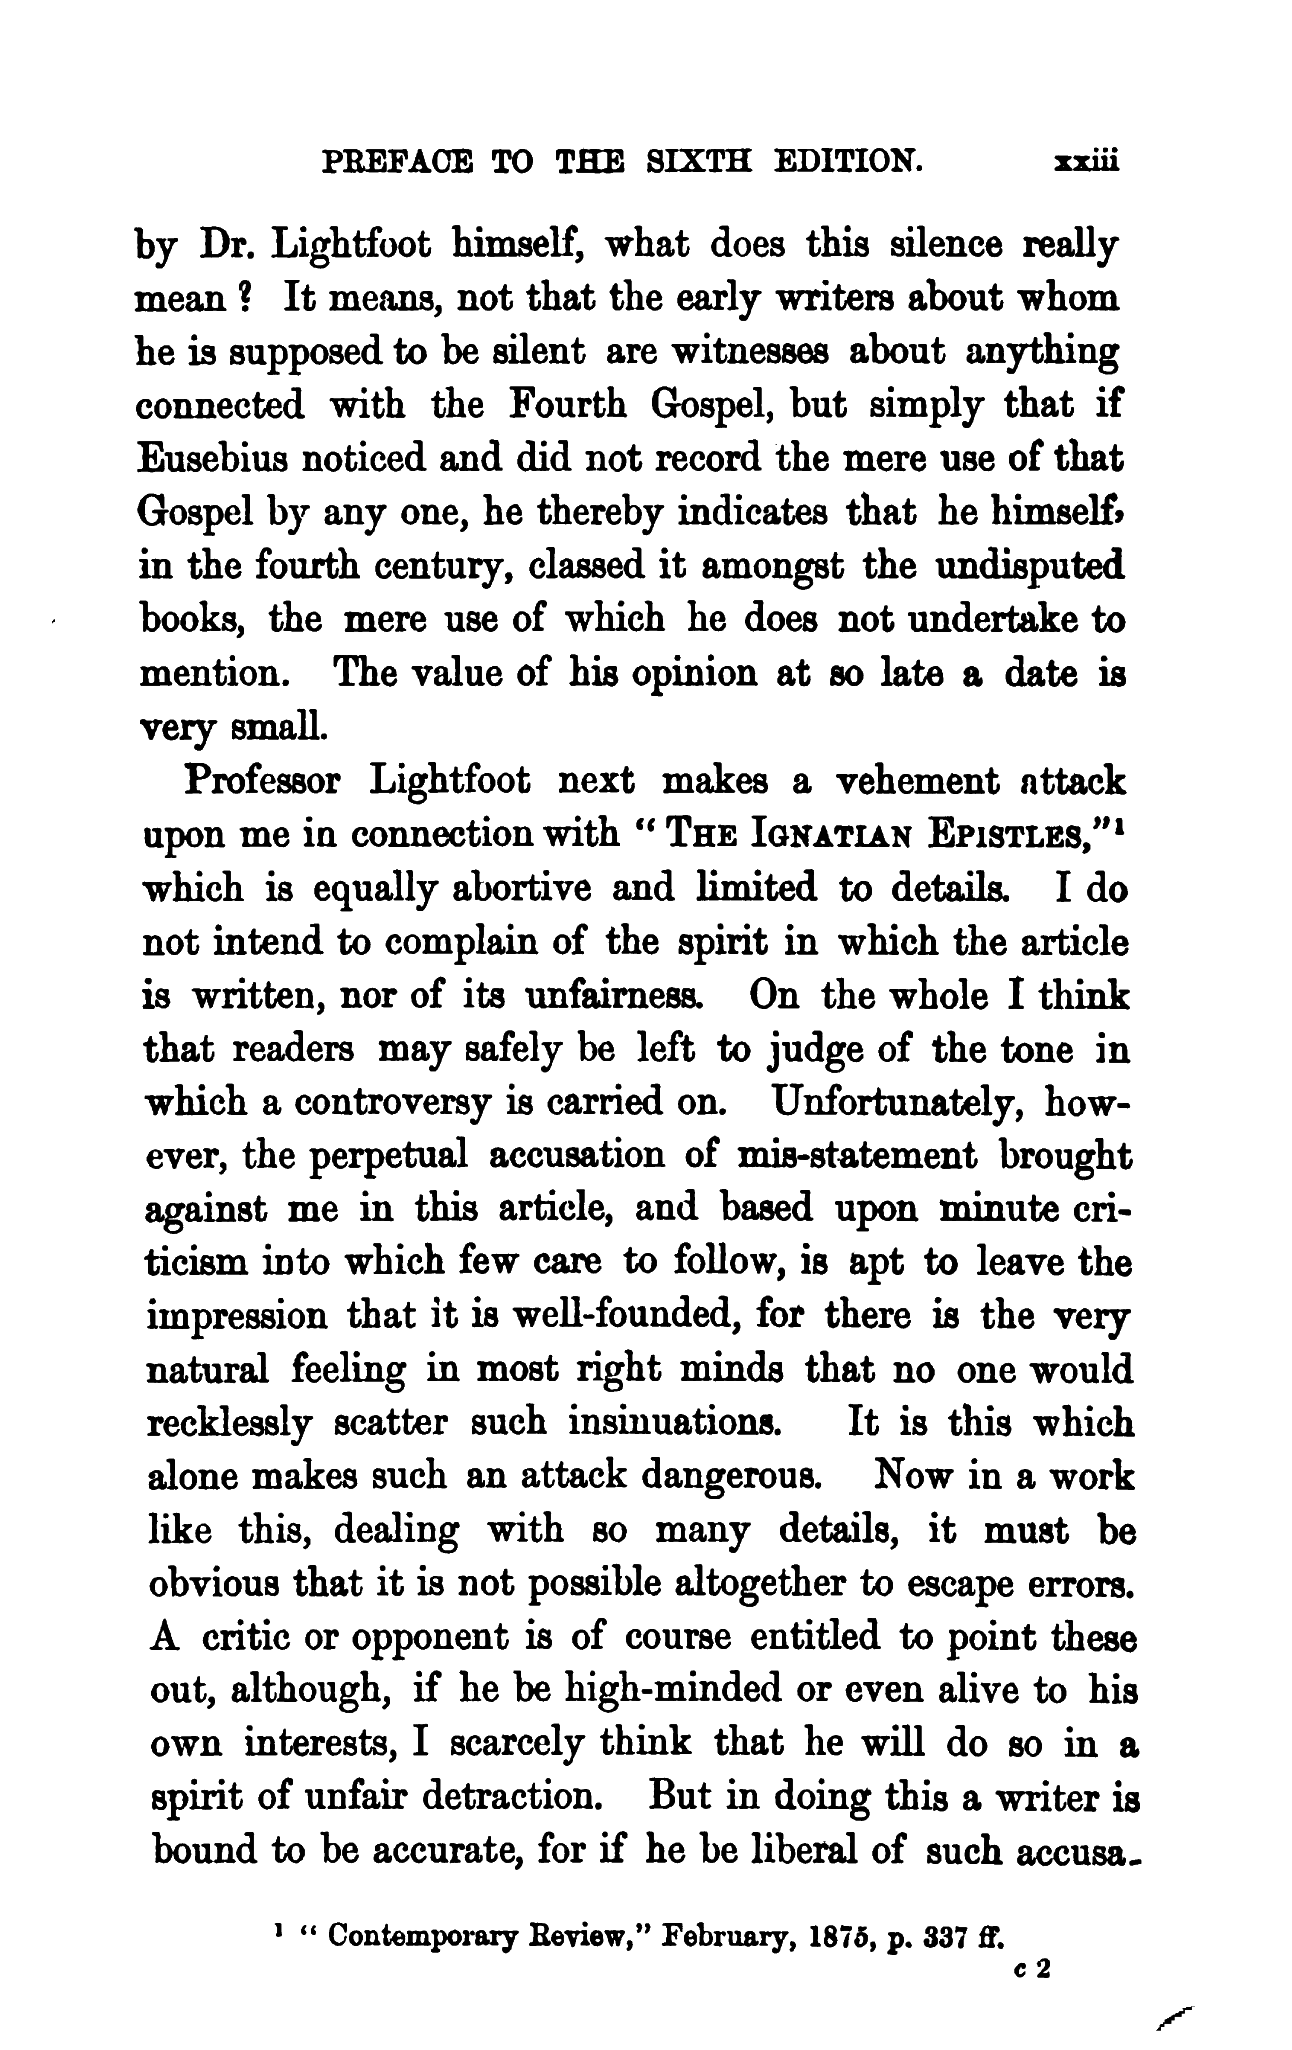 PREFACE TO THE SIXTH EDITION. xxiii
by Dr. Lightfoot himself, what does this silence really
mean? It means, not that the early writers about whom
he is supposed to be silent are witnesses about anything
connected with the Fourth Gospel, but simply that if
Eusebius noticed and did not record the mere use of that
Gospel by any one, he thereby indicates that he himself,
in the fourth century, classed it amongst the undisputed
books, the mere use of which he does not undertake to
mention. The value of his opinion at so late a date is
very small.
Professor Lightfoot next makes a vehement attack
upon me in connection with “THE IGNATIAN EPISTLES,”¹
which is equally abortive and limited to details. I do
not intend to complain of the spirit in which the article
is written, nor of its unfairness. On the whole I think
that readers may safely be left to judge of the tone in
which a controversy is carried on. Unfortunately, how-
ever, the perpetual accusation of mis-statement brought
against me in this article, and based upon minute cri-
ticism into which few care to follow, is apt to leave the
impression that it is well-founded, for there is the very
natural feeling in most right minds that no one would
recklessly scatter such insinuations. It is this which
alone makes such an attack dangerous. Now in a work
like this, dealing with so many details, it must be
obvious that it is not possible altogether to escape errors.
A critic or opponent is of course entitled to point these
out, although, if he be high-minded or even alive to his
own interests, I scarcely think that he will do so in a
spirit of unfair detraction. But in doing this a writer is
bound to be accurate, for if he be liberal of such accusa-
¹ “Contemporary Review,” February, 1875, p. 337 ff.
c 2